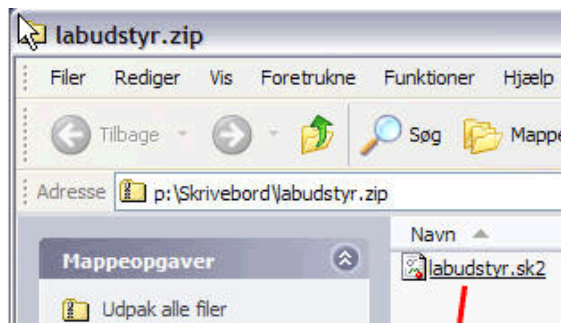 labudstyr.zip
Filer Rediger Vis Foretrukne Funktioner Hjælp
Tilbage Søg Mappe
Adresse p:\Skrivebord\labudstyr.zip
Navn
Mappeopgaver
labudstyr.sk2
Udpak alle filer